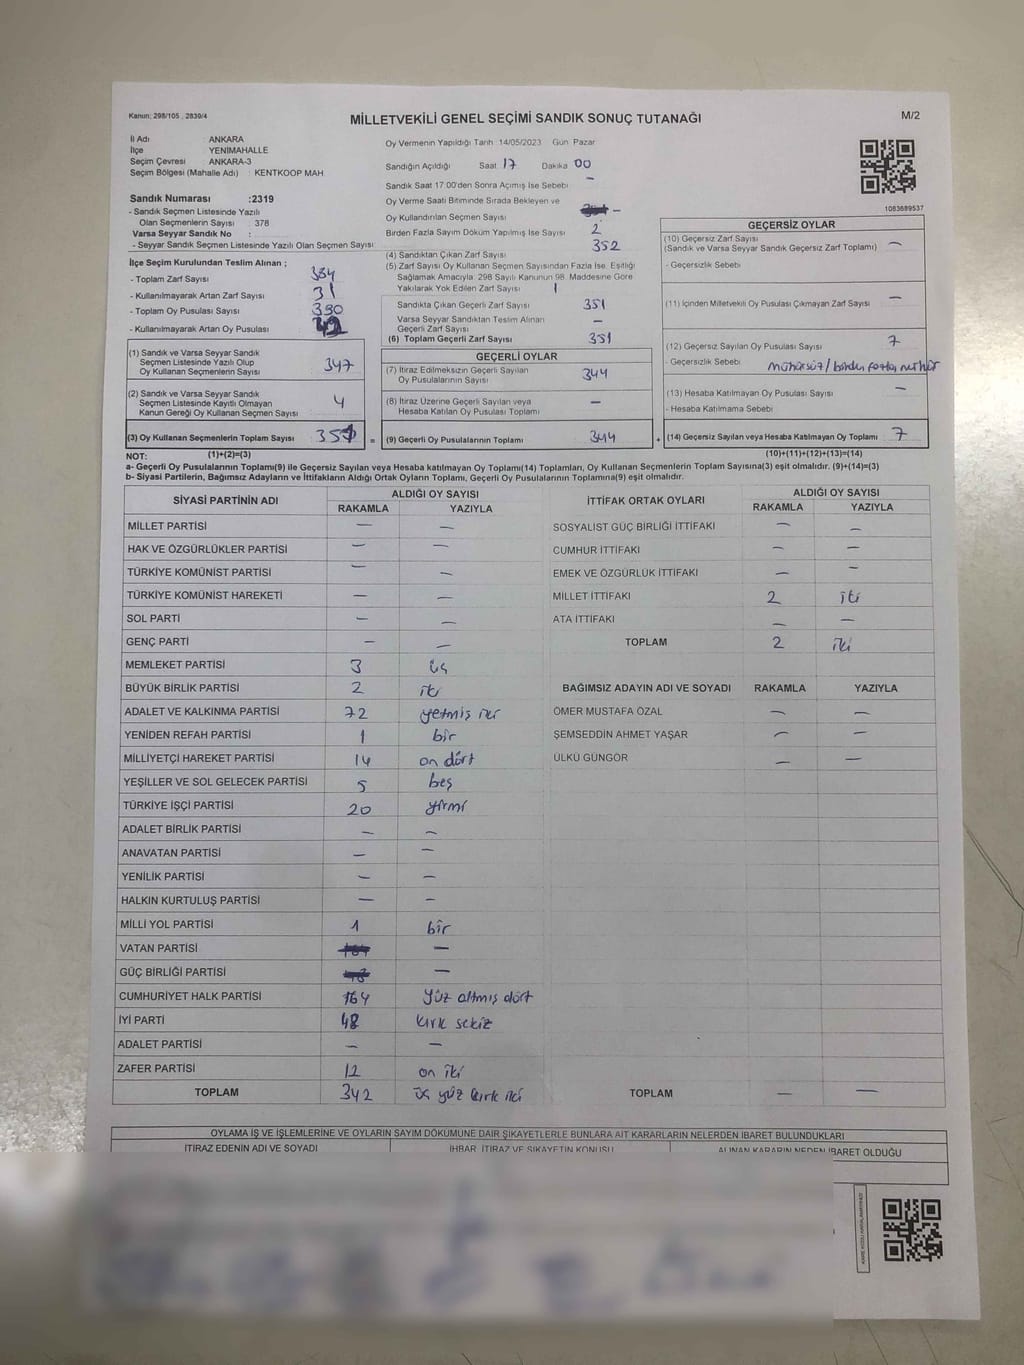 Kanun: 298/105 , 2839/4
MİLLETVEKİLİ GENEL SEÇİMİ SANDIK SONUÇ TUTANAĞI
M/2
İl Adı : ANKARA
İlçe : YENİMAHALLE
Seçim Çevresi : ANKARA-3
Seçim Bölgesi (Mahalle Adı) : KENTKOOP MAH
Sandık Numarası :2319
- Sandık Seçmen Listesinde Yazılı
Olan Seçmenlerin Sayısı : 378
Varsa Seyyar Sandık No :
- Seyyar Sandık Seçmen Listesinde Yazılı Olan Seçmen Sayısı
İlçe Seçim Kurulundan Teslim Alınan ;
- Toplam Zarf Sayısı 384
- Kullanılmayarak Artan Zarf Sayısı 31
- Toplam Oy Pusulası Sayısı 390
- Kullanılmayarak Artan Oy Pusulası
(1) Sandık ve Varsa Seyyar Sandık
Seçmen Listesinde Yazılı Olup
Oy Kullanan Seçmenlerin Sayısı 347
(2) Sandık ve Varsa Seyyar Sandık
Seçmen Listesinde Kayıtlı Olmayan
Kanun Gereği Oy Kullanan Seçmen Sayısı 4
(3) Oy Kullanan Seçmenlerin Toplam Sayısı 351 =
Oy Vermenin Yapıldığı Tarih 14/05/2023 Gün Pazar
Sandığın Açıldığı Saat 17 Dakika 00
Sandık Saat 17:00'den Sonra Açılmış İse Sebebi –
Oy Verme Saati Bitiminde Sırada Bekleyen ve
Oy Kullandırılan Seçmen Sayısı –
Birden Fazla Sayım Döküm Yapılmış İse Sayısı 2
(4) Sandıktan Çıkan Zarf Sayısı 352
(5) Zarf Sayısı Oy Kullanan Seçmen Sayısından Fazla İse, Eşitliği
Sağlamak Amacıyla 298 Sayılı Kanunun 98. Maddesine Göre
Yakılarak Yok Edilen Zarf Sayısı 1
Sandıkta Çıkan Geçerli Zarf Sayısı 351
Varsa Seyyar Sandıktan Teslim Alınan
Geçerli Zarf Sayısı –
(6) Toplam Geçerli Zarf Sayısı 351
GEÇERLİ OYLAR
(7) İtiraz Edilmeksizin Geçerli Sayılan
Oy Pusulalarının Sayısı 344
(8) İtiraz Üzerine Geçerli Sayılan veya
Hesaba Katılan Oy Pusulası Toplamı –
(9) Geçerli Oy Pusulalarının Toplamı 344 +
1083689537
GEÇERSİZ OYLAR
(10) Geçersiz Zarf Sayısı
(Sandık ve Varsa Seyyar Sandık Geçersiz Zarf Toplamı) –
- Geçersizlik Sebebi
(11) İçinden Milletvekili Oy Pusulası Çıkmayan Zarf Sayısı –
(12) Geçersiz Sayılan Oy Pusulası Sayısı 7
- Geçersizlik Sebebi mühürsüz/birden fazla mühür
(13) Hesaba Katılmayan Oy Pusulası Sayısı –
- Hesaba Katılmama Sebebi
(14) Geçersiz Sayılan veya Hesaba Katılmayan Oy Toplamı 7
NOT: (1)+(2)=(3) (10)+(11)+(12)+(13)=(14)
a- Geçerli Oy Pusulalarının Toplamı(9) ile Geçersiz Sayılan veya Hesaba katılmayan Oy Toplamı(14) Toplamları, Oy Kullanan Seçmenlerin Toplam Sayısına(3) eşit olmalıdır. (9)+(14)=(3)
b- Siyasi Partilerin, Bağımsız Adayların ve İttifakların Aldığı Ortak Oyların Toplamı, Geçerli Oy Pusulalarının Toplamına(9) eşit olmalıdır.
SİYASİ PARTİNİN ADI ALDIĞI OY SAYISI
RAKAMLA YAZIYLA
MİLLET PARTİSİ – –
HAK VE ÖZGÜRLÜKLER PARTİSİ – –
TÜRKİYE KOMÜNİST PARTİSİ – –
TÜRKİYE KOMÜNİST HAREKETİ – –
SOL PARTİ – –
GENÇ PARTİ – –
MEMLEKET PARTİSİ 3 üç
BÜYÜK BİRLİK PARTİSİ 2 iki
ADALET VE KALKINMA PARTİSİ 72 yetmiş iki
YENİDEN REFAH PARTİSİ 1 bir
MİLLİYETÇİ HAREKET PARTİSİ 14 on dört
YEŞİLLER VE SOL GELECEK PARTİSİ 5 beş
TÜRKİYE İŞÇİ PARTİSİ 20 yirmi
ADALET BİRLİK PARTİSİ – –
ANAVATAN PARTİSİ – –
YENİLİK PARTİSİ – –
HALKIN KURTULUŞ PARTİSİ – –
MİLLİ YOL PARTİSİ 1 bir
VATAN PARTİSİ –
GÜÇ BİRLİĞİ PARTİSİ –
CUMHURİYET HALK PARTİSİ 164 yüz altmış dört
İYİ PARTİ 48 kırk sekiz
ADALET PARTİSİ – –
ZAFER PARTİSİ 12 on iki
TOPLAM 342 üç yüz kırk iki
İTTİFAK ORTAK OYLARI ALDIĞI OY SAYISI
RAKAMLA YAZIYLA
SOSYALİST GÜÇ BİRLİĞİ İTTİFAKI – –
CUMHUR İTTİFAKI – –
EMEK VE ÖZGÜRLÜK İTTİFAKI – –
MİLLET İTTİFAKI 2 iki
ATA İTTİFAKI – –
TOPLAM 2 iki
BAĞIMSIZ ADAYIN ADI VE SOYADI RAKAMLA YAZIYLA
ÖMER MUSTAFA ÖZAL – –
ŞEMSEDDİN AHMET YAŞAR – –
ÜLKÜ GÜNGÖR – –
TOPLAM – –
OYLAMA İŞ VE İŞLEMLERİNE VE OYLARIN SAYIM DÖKÜMÜNE DAİR ŞİKAYETLERLE BUNLARA AİT KARARLARIN NELERDEN İBARET BULUNDUKLARI
İTİRAZ EDENİN ADI VE SOYADI İHBAR, İTİRAZ VE ŞİKAYETİN KONUSU ALINAN KARARIN NEDEN İBARET OLDUĞU